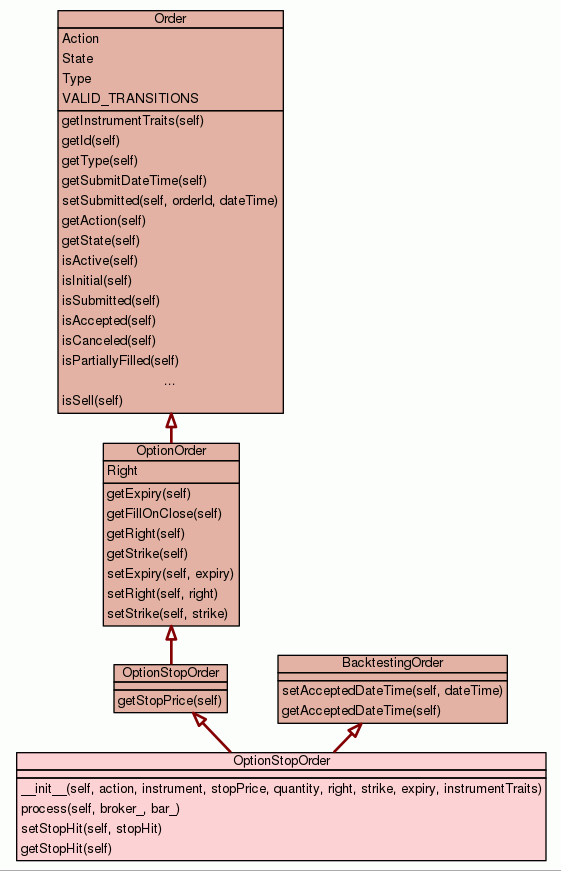 Order
Action
State
Type
VALID_TRANSITIONS
getInstrumentTraits(self)
getId(self)
getType(self)
getSubmitDateTime(self)
setSubmitted(self, orderId, dateTime)
getAction(self)
getState(self)
isActive(self)
isInitial(self)
isSubmitted(self)
isAccepted(self)
isCanceled(self)
isPartiallyFilled(self)
...
isSell(self)
OptionOrder
Right
getExpiry(self)
getFillOnClose(self)
getRight(self)
getStrike(self)
setExpiry(self, expiry)
setRight(self, right)
setStrike(self, strike)
OptionStopOrder
getStopPrice(self)
BacktestingOrder
setAcceptedDateTime(self, dateTime)
getAcceptedDateTime(self)
OptionStopOrder
__init__(self, action, instrument, stopPrice, quantity, right, strike, expiry, instrumentTraits)
process(self, broker_, bar_)
setStopHit(self, stopHit)
getStopHit(self)